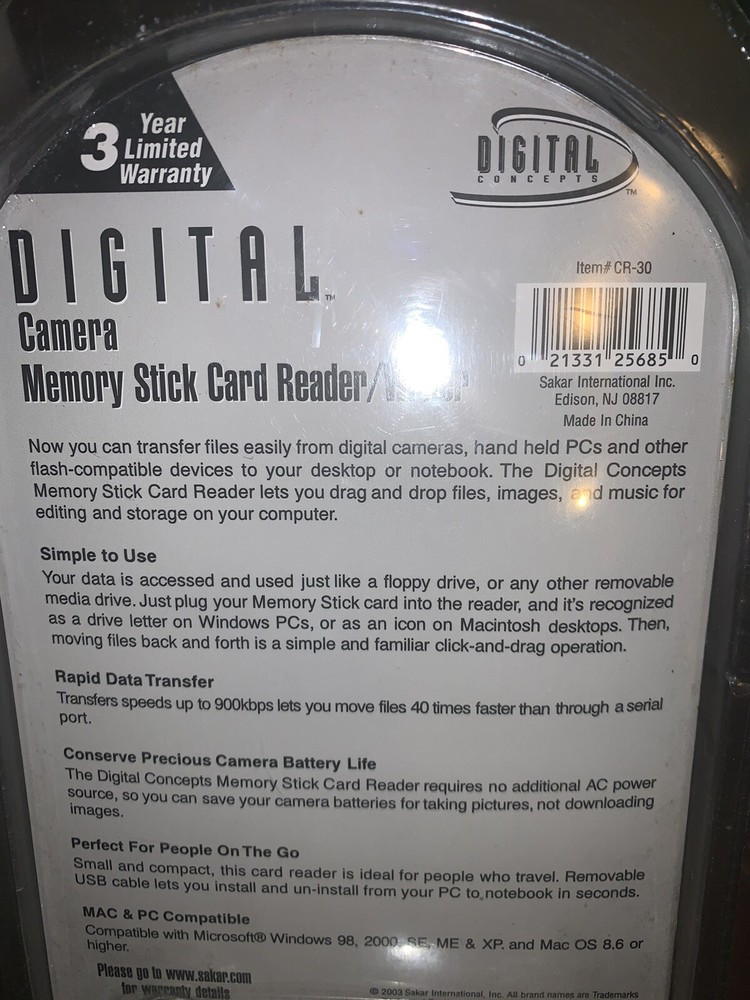 3 Year
Limited
Warranty
DIGITAL
CONCEPTS
TM
DIGITAL TM
Camera
Memory Stick Card Reader/
Item# CR-30
0 21331 25685 0
Sakar International Inc.
Edison, NJ 08817
Made In China
Now you can transfer files easily from digital cameras, hand held PCs and other
flash-compatible devices to your desktop or notebook. The Digital Concepts
Memory Stick Card Reader lets you drag and drop files, images, and music for
editing and storage on your computer.
Simple to Use
Your data is accessed and used just like a floppy drive, or any other removable
media drive. Just plug your Memory Stick card into the reader, and it's recognized
as a drive letter on Windows PCs, or as an icon on Macintosh desktops. Then,
moving files back and forth is a simple and familiar click-and-drag operation.
Rapid Data Transfer
Transfers speeds up to 900kbps lets you move files 40 times faster than through a serial
port.
Conserve Precious Camera Battery Life
The Digital Concepts Memory Stick Card Reader requires no additional AC power
source, so you can save your camera batteries for taking pictures, not downloading
images.
Perfect For People On The Go
Small and compact, this card reader is ideal for people who travel. Removable
USB cable lets you install and un-install from your PC to notebook in seconds.
MAC & PC Compatible
Compatible with Microsoft® Windows 98, 2000, SE, ME & XP. and Mac OS 8.6 or
higher.
Please go to www.sakar.com
for warranty details
© 2003 Sakar International, Inc. All brand names are Trademarks